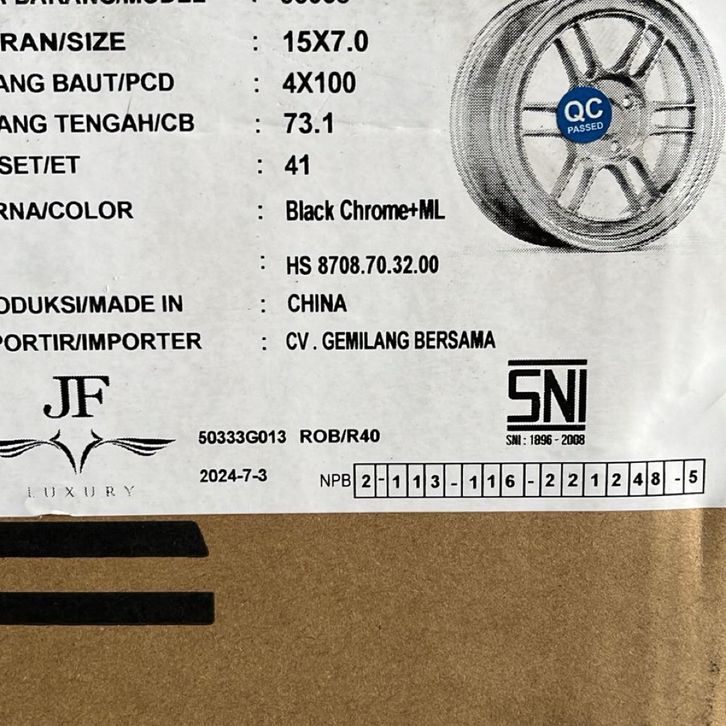 RAN/SIZE : 15X7.0
ANG BAUT/PCD : 4X100
ANG TENGAH/CB : 73.1
SET/ET : 41
RNA/COLOR : Black Chrome+ML
: HS 8708.70.32.00
ODUKSI/MADE IN : CHINA
PORTIR/IMPORTER : CV . GEMILANG BERSAMA
QC
PASSED
JF
LUXURY
50333G013 ROB/R40
2024-7-3
SNI
SNI : 1896 - 2008
NPB 2-113-116-221248-5